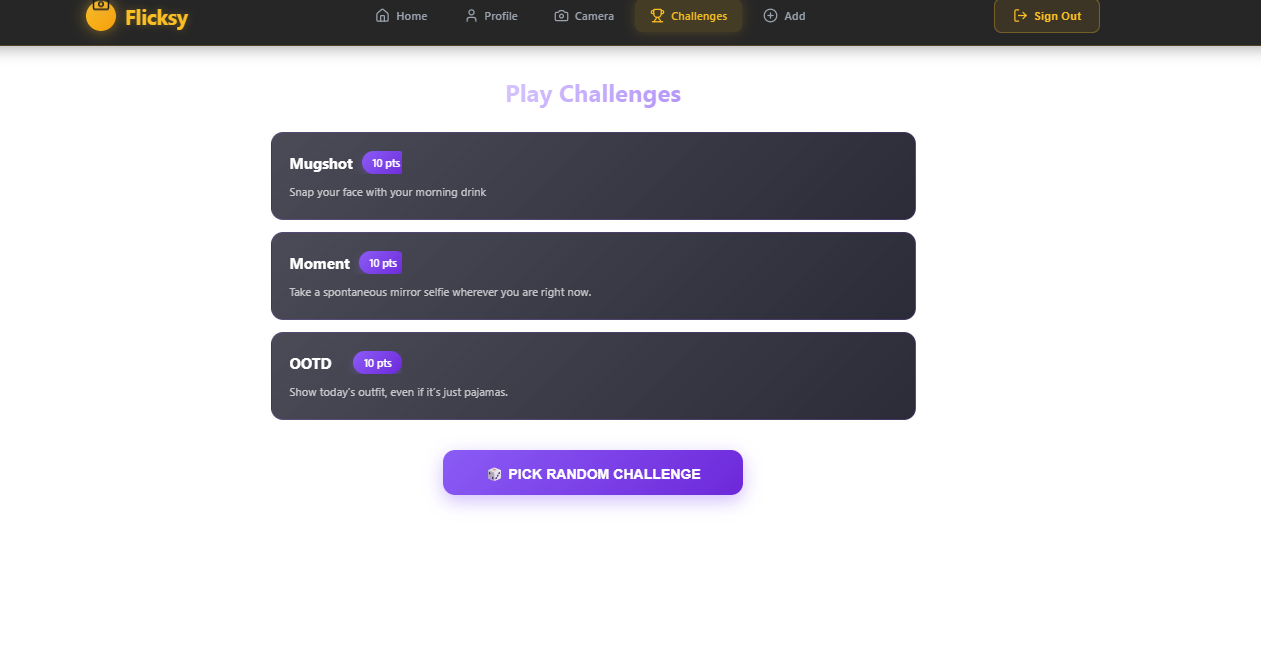 Flicksy
Home Profile Camera Challenges Add Sign Out
Play Challenges
Mugshot 10 pts
Snap your face with your morning drink
Moment 10 pts
Take a spontaneous mirror selfie wherever you are right now.
OOTD 10 pts
Show today's outfit, even if it's just pajamas.
PICK RANDOM CHALLENGE